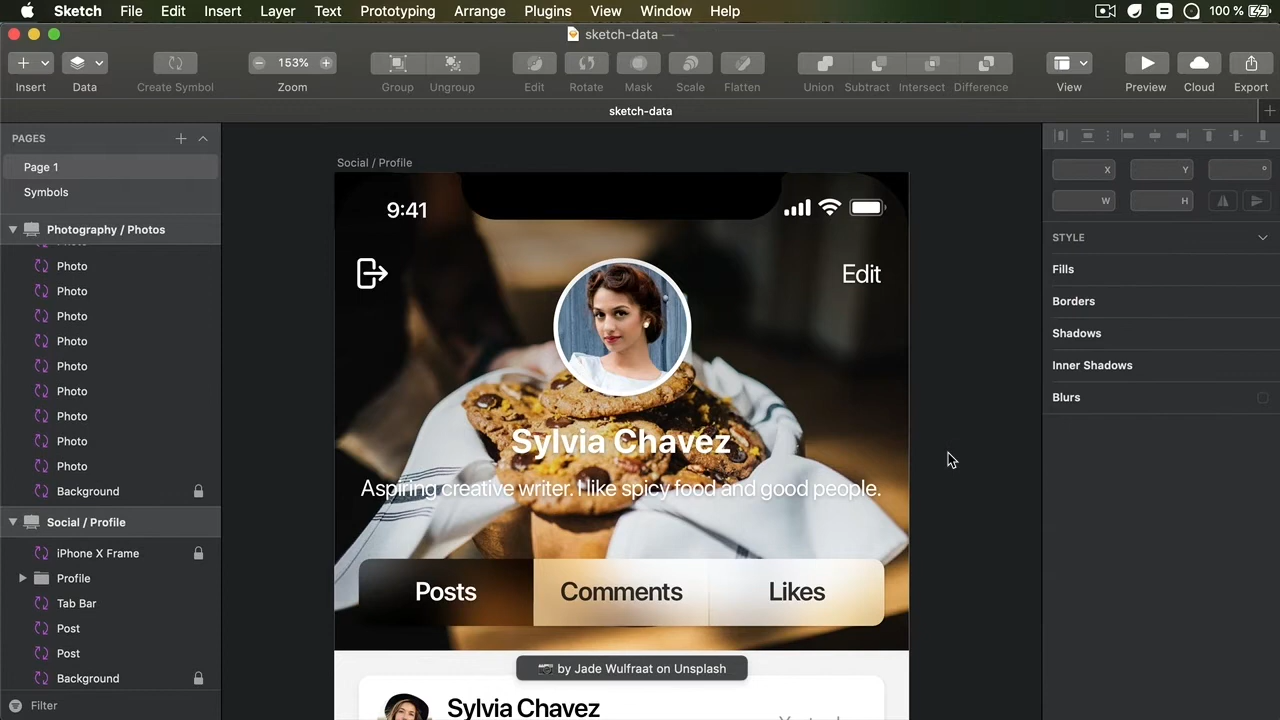 Sketch File Edit Insert Layer Text Prototyping Arrange Plugins View Window Help 100 %
sketch-data —
153%
Insert Data Create Symbol Zoom Group Ungroup Edit Rotate Mask Scale Flatten Union Subtract Intersect Difference View Preview Cloud Export
sketch-data
PAGES
Page 1
Symbols
Photography / Photos
Photo
Photo
Photo
Photo
Photo
Photo
Photo
Photo
Photo
Background
Social / Profile
iPhone X Frame
Profile
Tab Bar
Post
Post
Background
Filter
Social / Profile
9:41
Edit
Sylvia Chavez
Aspiring creative writer. I like spicy food and good people.
Posts Comments Likes
by Jade Wulfraat on Unsplash
Sylvia Chavez
X Y °
W H
STYLE
Fills
Borders
Shadows
Inner Shadows
Blurs